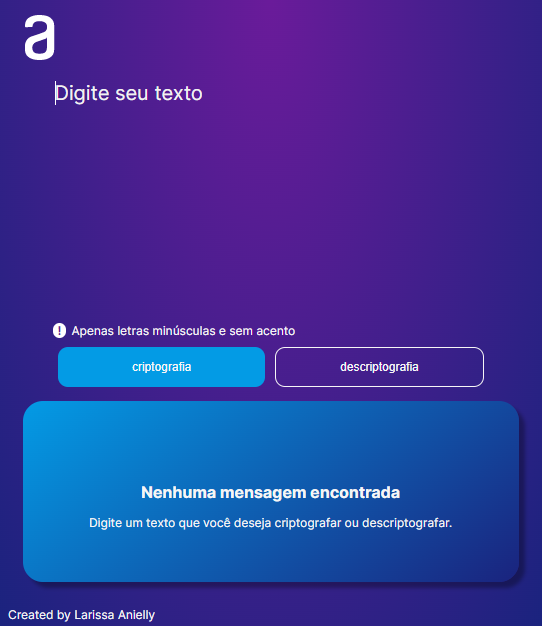 a
Digite seu texto
! Apenas letras minúsculas e sem acento
criptografia
descriptografia
Nenhuma mensagem encontrada
Digite um texto que você deseja criptografar ou descriptografar.
Created by Larissa Anielly